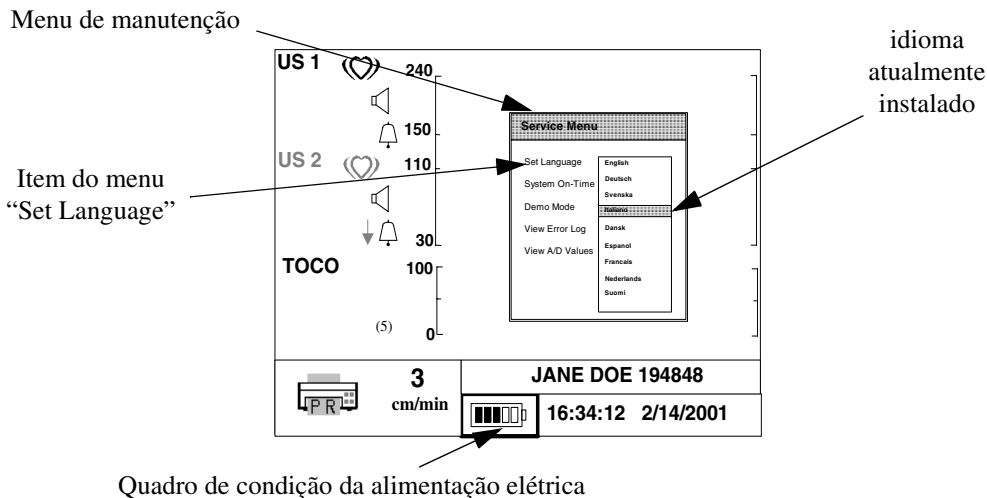 Menu de manutenção
idioma
atualmente
instalado
Item do menu
“Set Language”
US 1
240
150
110
30
US 2
TOCO
100
(5)
0
Service Menu
Set Language
System On-Time
Demo Mode
View Error Log
View A/D Values
English
Deutsch
Svenska
Italiano
Dansk
Espanol
Francais
Nederlands
Suomi
PR
3
cm/min
JANE DOE 194848
16:34:12 2/14/2001
Quadro de condição da alimentação elétrica